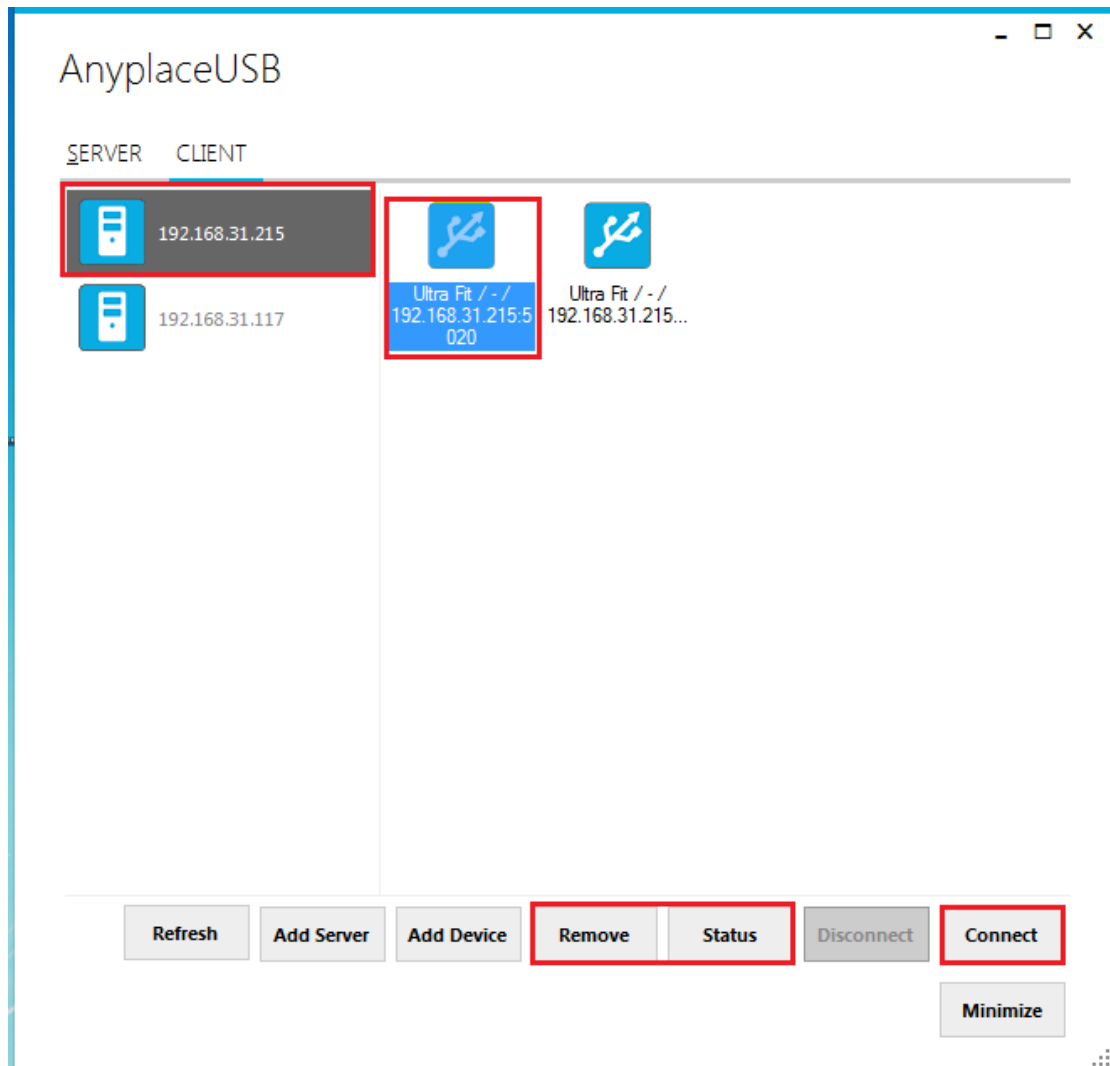 AnyplaceUSB
SERVER CLIENT
192.168.31.215
192.168.31.117
Ultra Fit / - /
192.168.31.215:5
020
Ultra Fit / - /
192.168.31.215...
Refresh Add Server Add Device Remove Status Disconnect Connect
Minimize